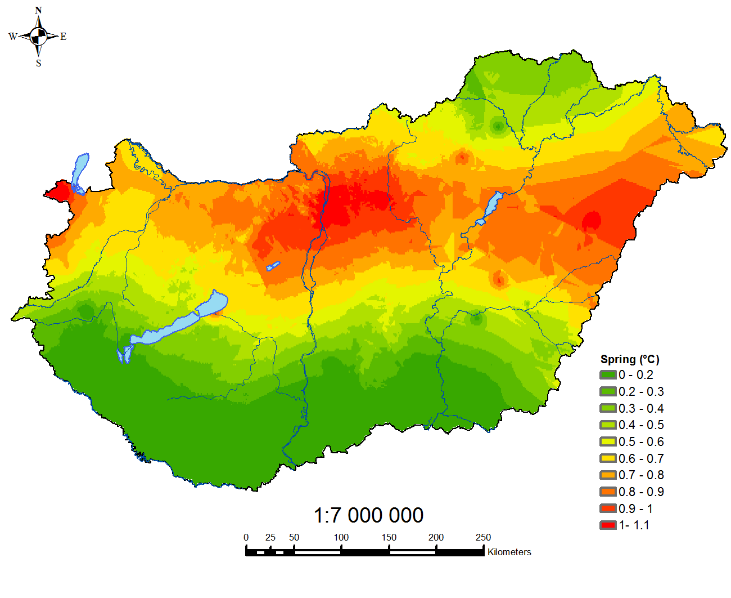 N
W E
S
Spring (°C)
0 - 0.2
0.2 - 0.3
0.3 - 0.4
0.4 - 0.5
0.5 - 0.6
0.6 - 0.7
0.7 - 0.8
0.8 - 0.9
0.9 - 1
1- 1.1
1:7 000 000
0 25 50 100 150 200 250
Kilometers